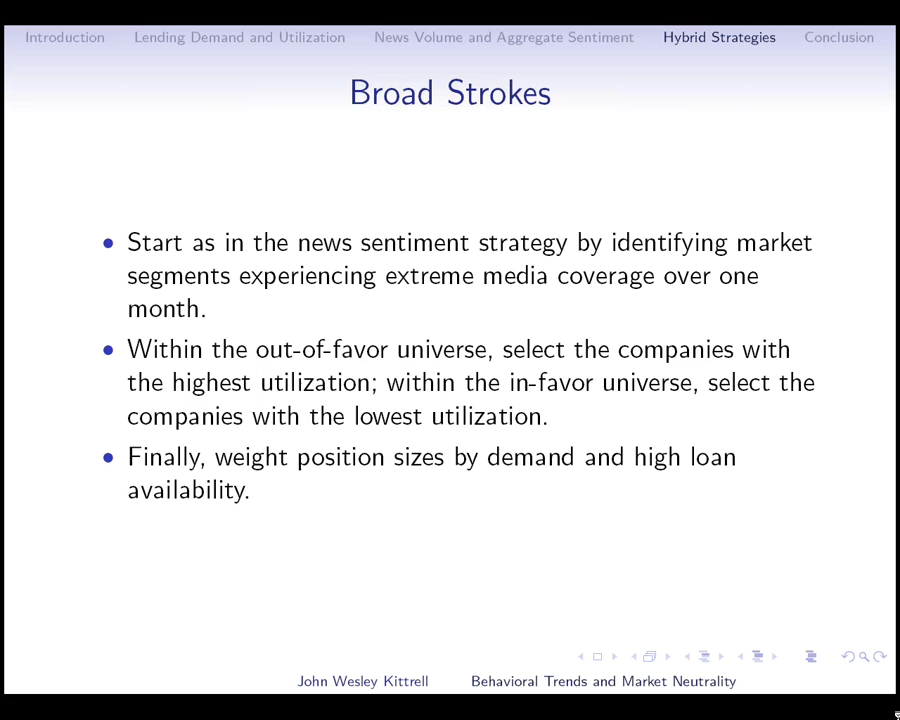 Introduction Lending Demand and Utilization News Volume and Aggregate Sentiment Hybrid Strategies Conclusion
Broad Strokes
• Start as in the news sentiment strategy by identifying market
segments experiencing extreme media coverage over one
month.
• Within the out-of-favor universe, select the companies with
the highest utilization; within the in-favor universe, select the
companies with the lowest utilization.
• Finally, weight position sizes by demand and high loan
availability.
John Wesley Kittrell Behavioral Trends and Market Neutrality